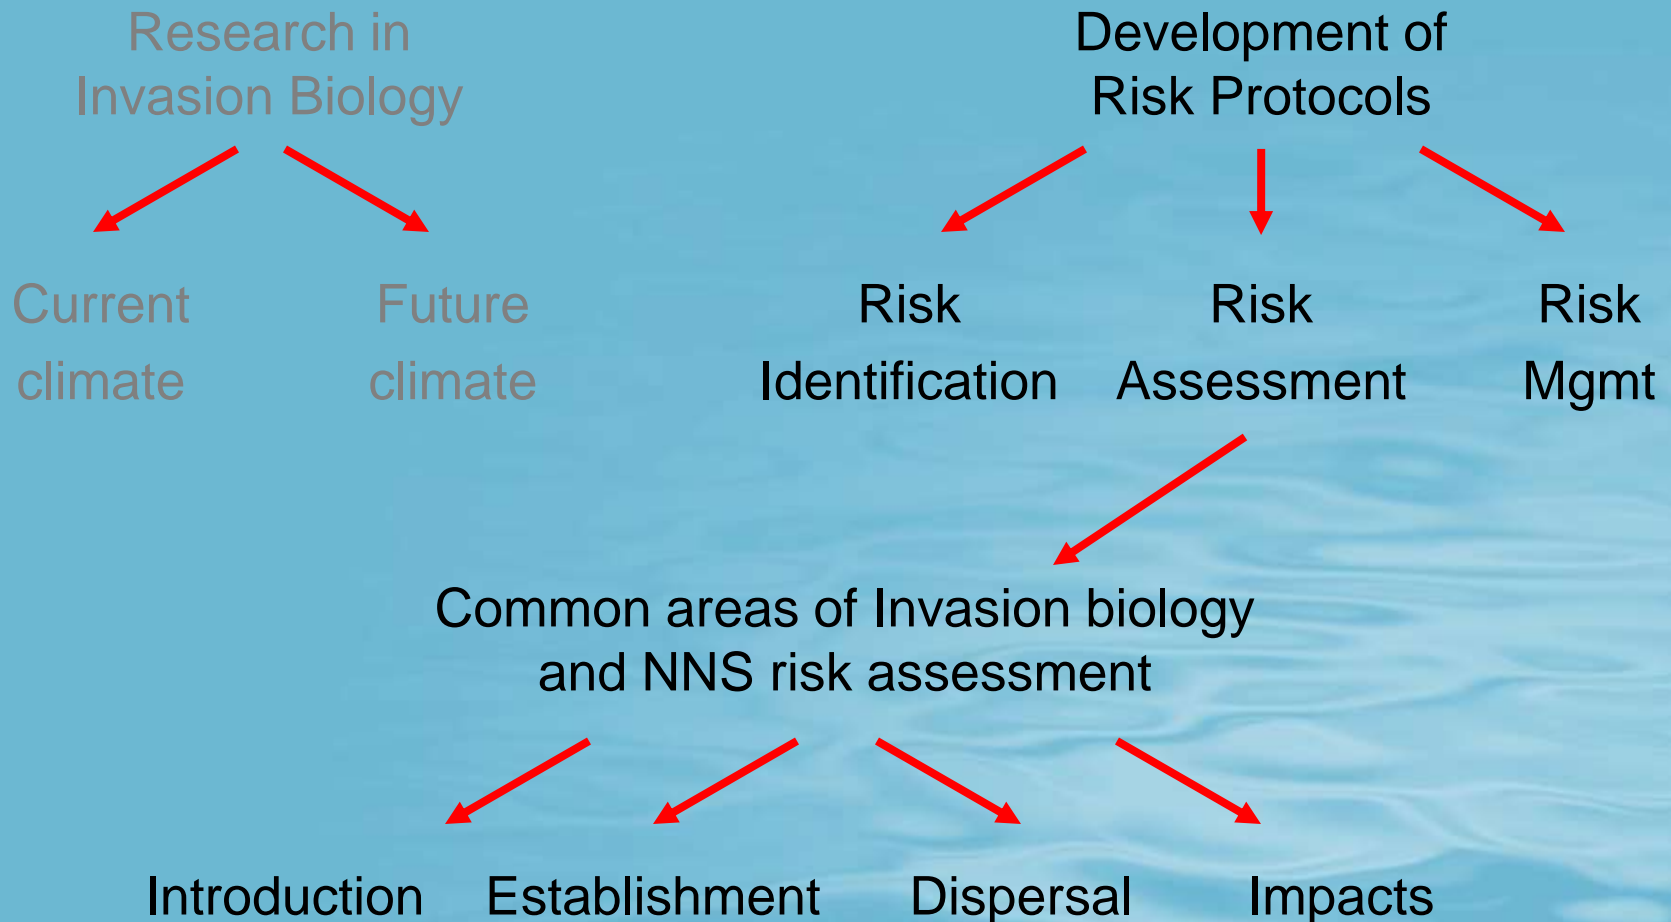 Research in
Invasion Biology
Development of
Risk Protocols
Current
climate
Future
climate
Risk
Identification
Risk
Assessment
Risk
Mgmt
Common areas of Invasion biology
and NNS risk assessment
Introduction
Establishment
Dispersal
Impacts